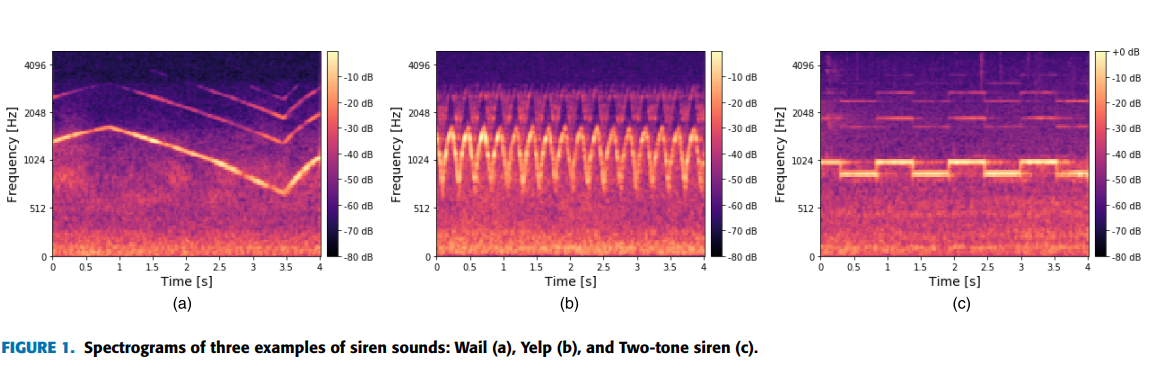 4096
2048
1024
512
0
Frequency [Hz]
0 0.5 1 1.5 2 2.5 3 3.5 4
Time [s]
-10 dB
-20 dB
-30 dB
-40 dB
-50 dB
-60 dB
-70 dB
-80 dB
(a)
4096
2048
1024
512
0
Frequency [Hz]
0 0.5 1 1.5 2 2.5 3 3.5 4
Time [s]
-10 dB
-20 dB
-30 dB
-40 dB
-50 dB
-60 dB
-70 dB
-80 dB
(b)
4096
2048
1024
512
0
Frequency [Hz]
0 0.5 1 1.5 2 2.5 3 3.5 4
Time [s]
+0 dB
-10 dB
-20 dB
-30 dB
-40 dB
-50 dB
-60 dB
-70 dB
-80 dB
(c)
FIGURE 1. Spectrograms of three examples of siren sounds: Wail (a), Yelp (b), and Two-tone siren (c).